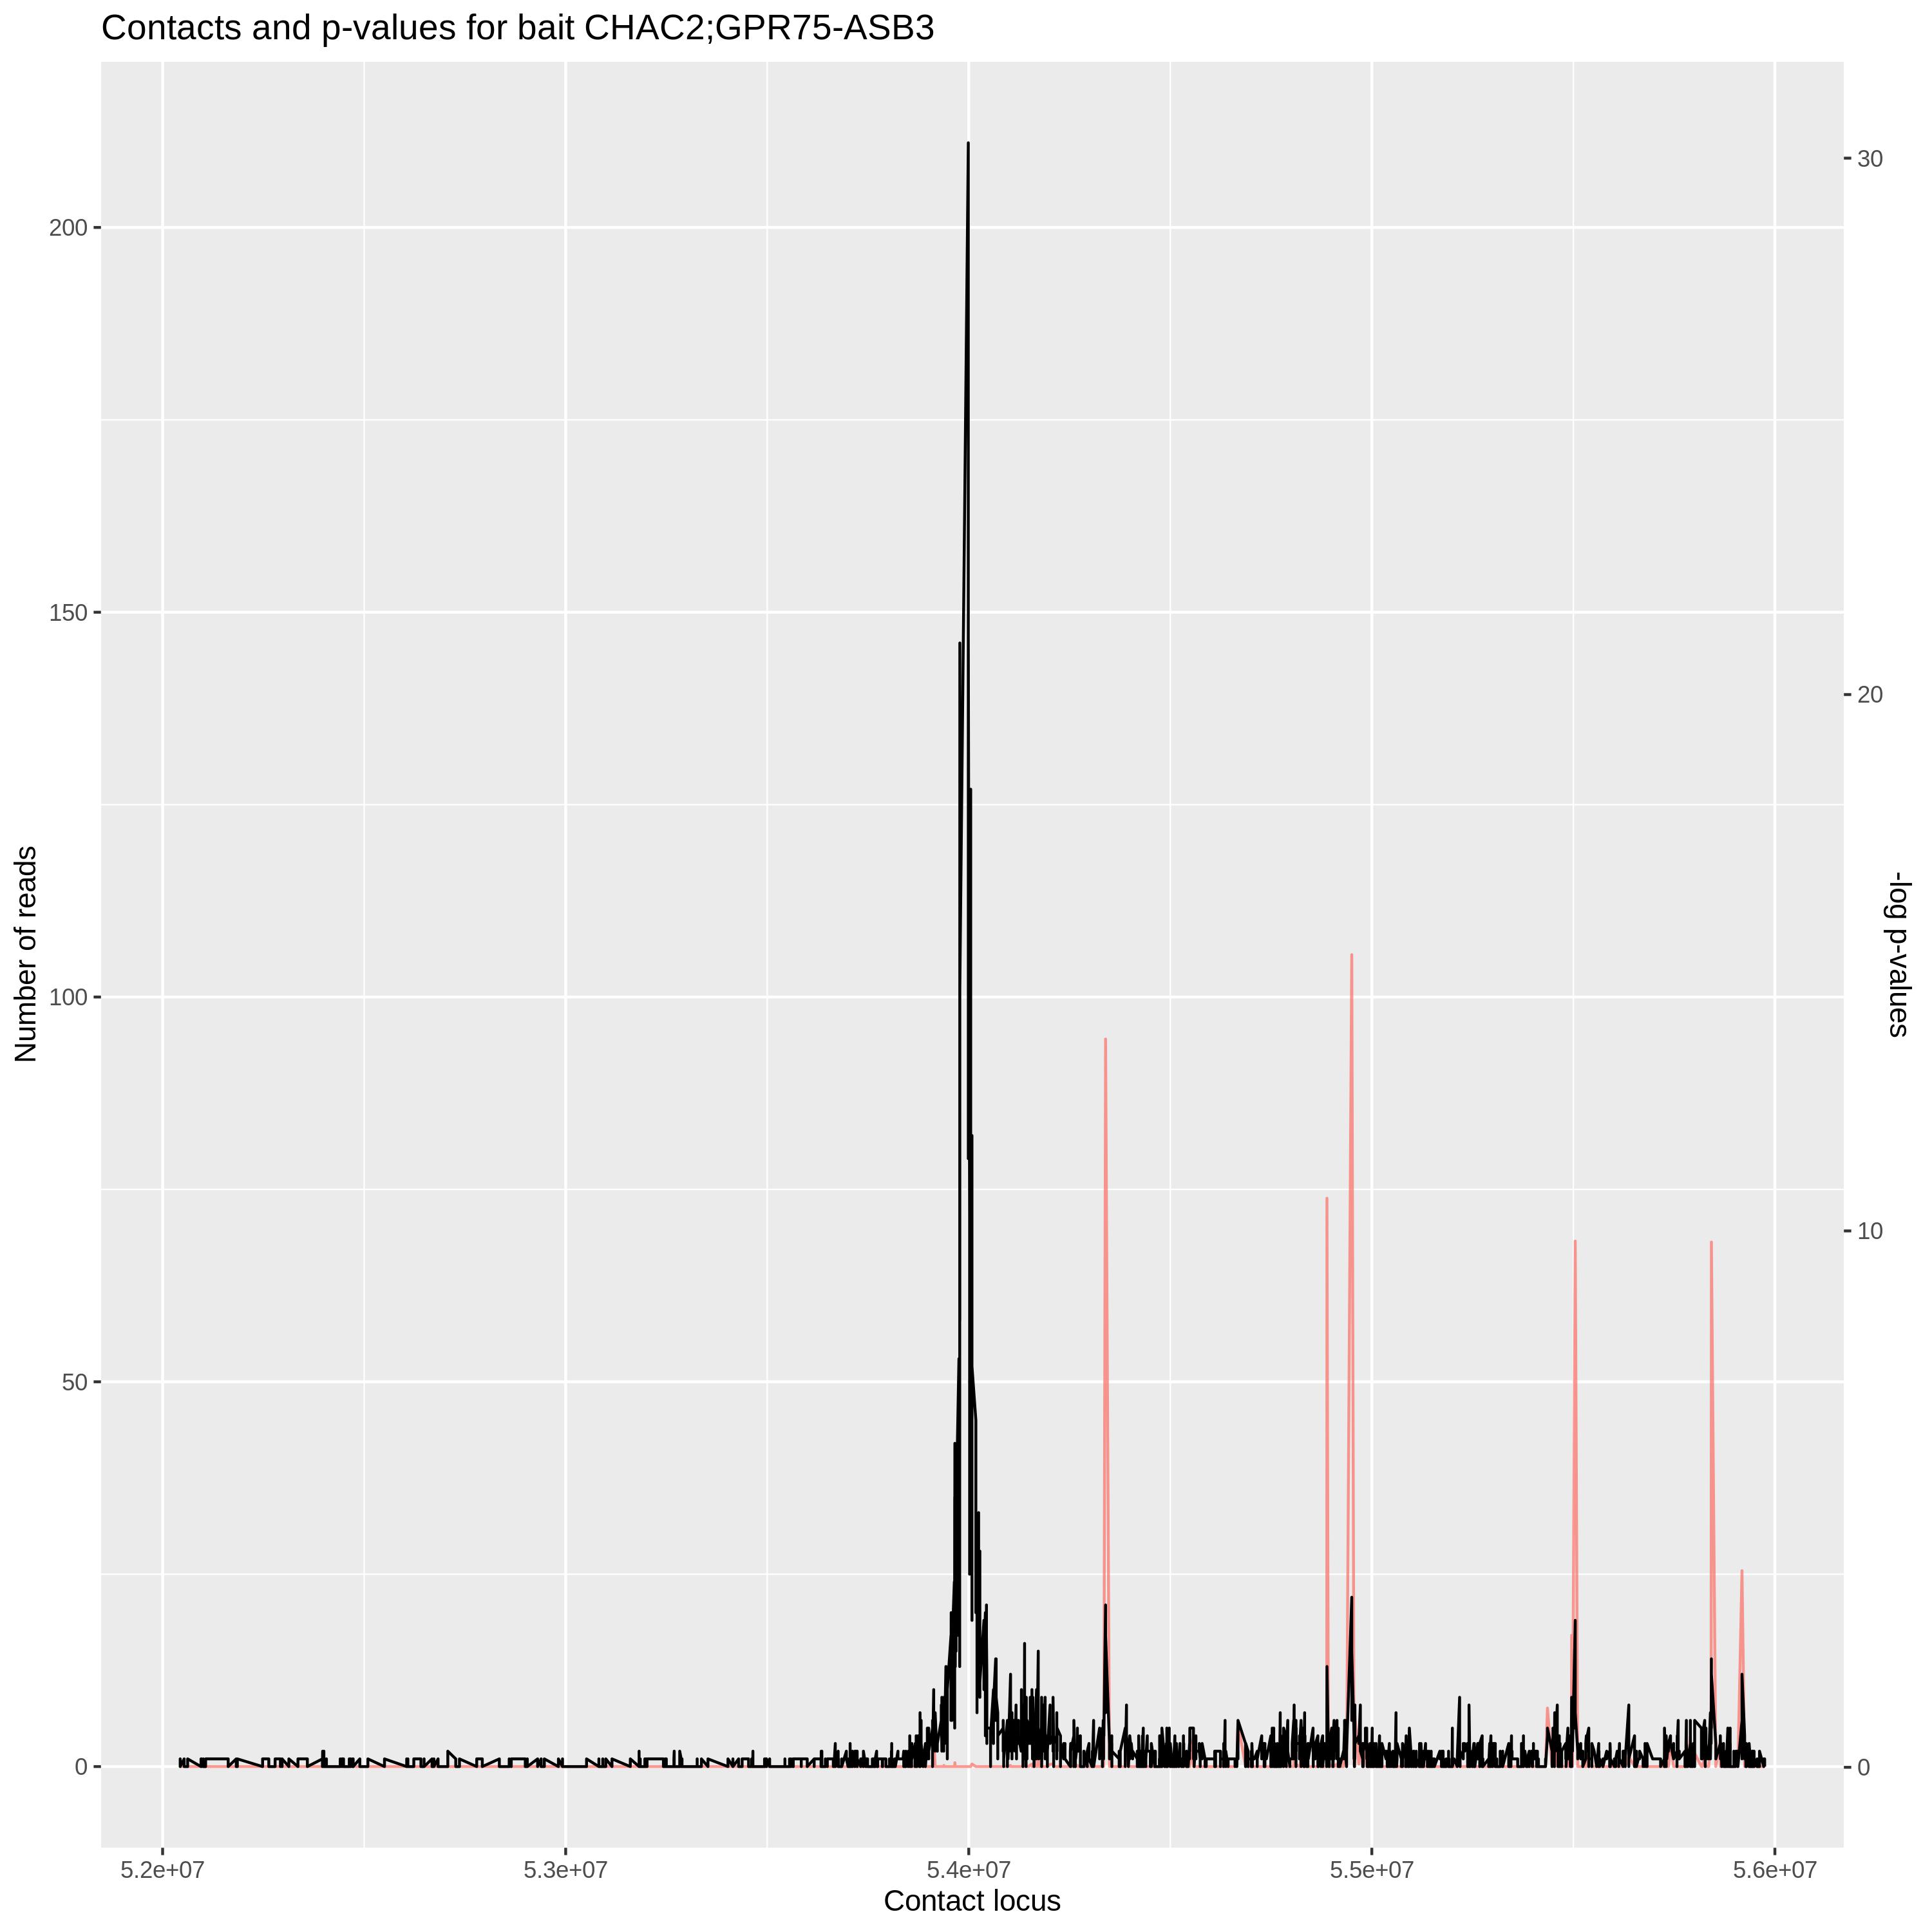 Contacts and p-values for bait CHAC2;GPR75-ASB3
Number of reads
200
150
100
50
0
30
20
10
0
-log p-values
5.2e+07
5.3e+07
5.4e+07
5.5e+07
5.6e+07
Contact locus